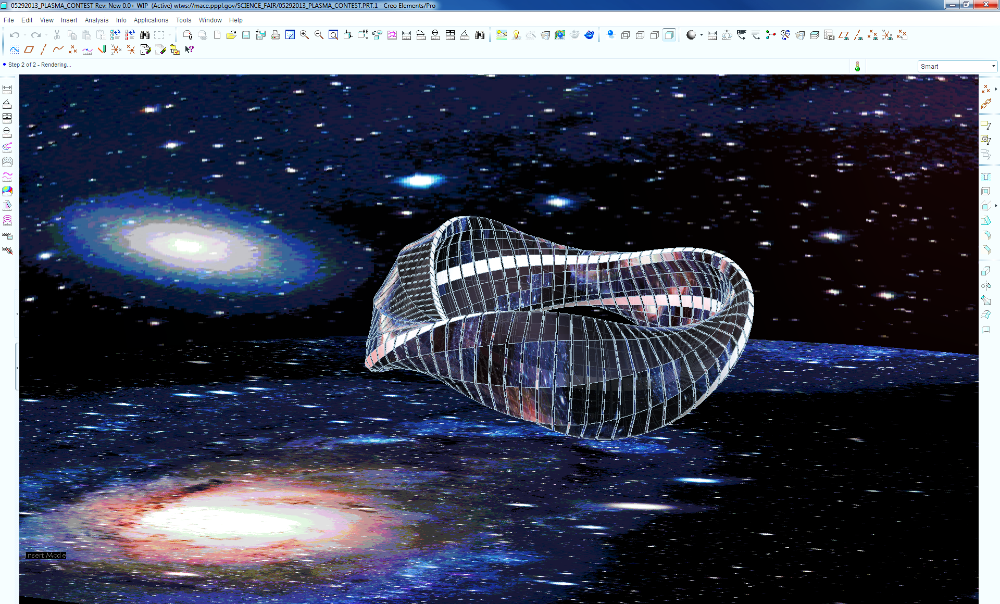 05292013_PLASMA_CONTEST Rev: New 0.0+ WIP (Active) wtws://mace.pppl.gov/SCIENCE_FAIR/05292013_PLASMA_CONTEST.PRT.1 - Creo Elements/Pro
File Edit View Insert Analysis Info Applications Tools Window Help
Step 2 of 2 - Rendering...
Smart
nsert Mode